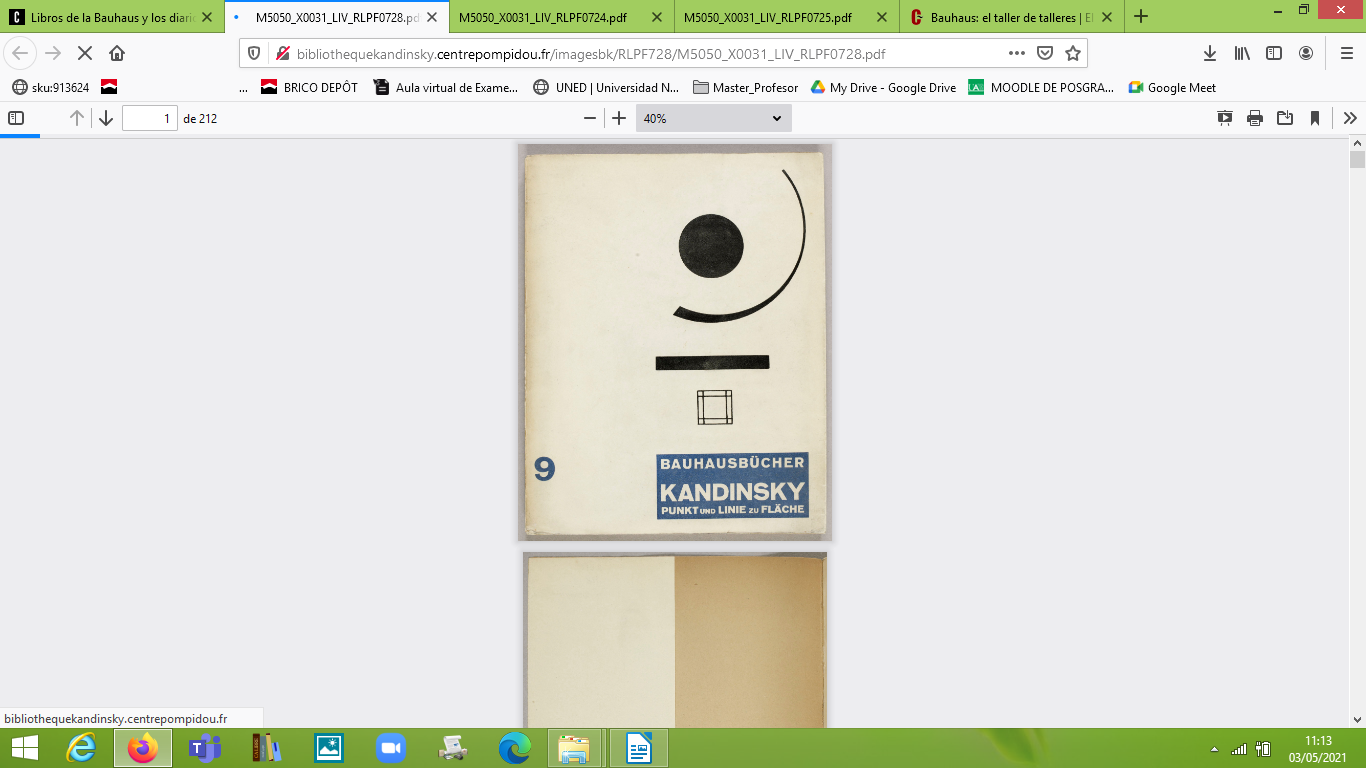 Libros de la Bauhaus y los diari
M5050_X0031_LIV_RLPF0728.pd
M5050_X0031_LIV_RLPF0724.pdf
M5050_X0031_LIV_RLPF0725.pdf
Bauhaus: el taller de talleres | El
bibliothequekandinsky.centrepompidou.fr/imagesbk/RLPF728/M5050_X0031_LIV_RLPF0728.pdf
sku:913624
...
BRICO DEPÔT
Aula virtual de Exame...
UNED | Universidad N...
Master_Profesor
My Drive - Google Drive
MOODLE DE POSGRA...
Google Meet
1
de 212
40%
9
BAUHAUSBÜCHER
KANDINSKY
PUNKT UND LINIE ZU FLÄCHE
bibliothequekandinsky.centrepompidou.fr
11:13
03/05/2021